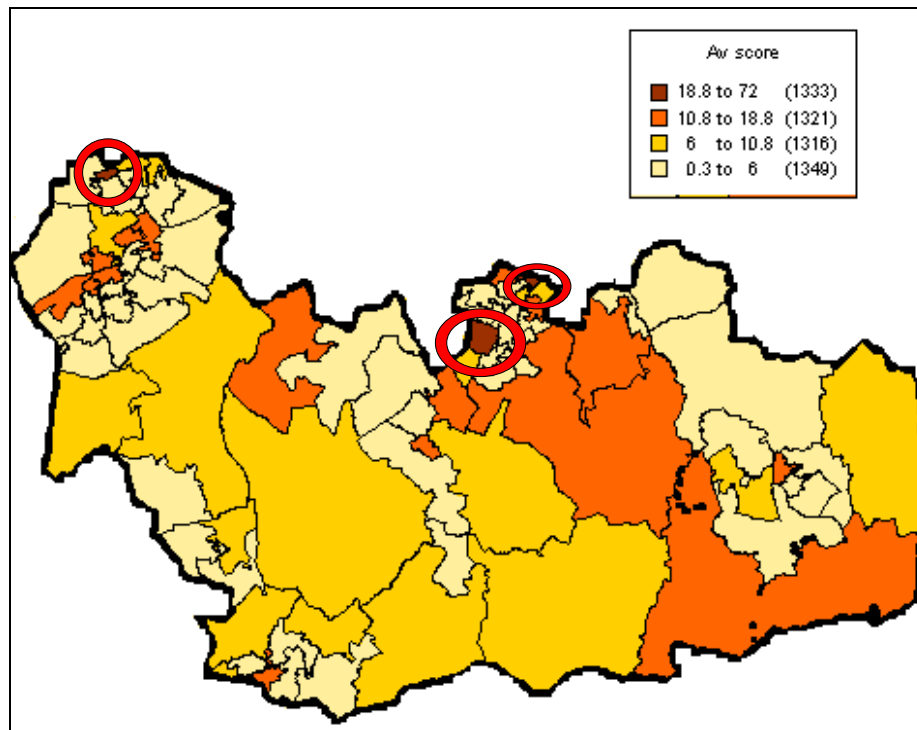 Av score
18.8 to 72 (1333)
10.8 to 18.8 (1321)
6 to 10.8 (1316)
0.3 to 6 (1349)